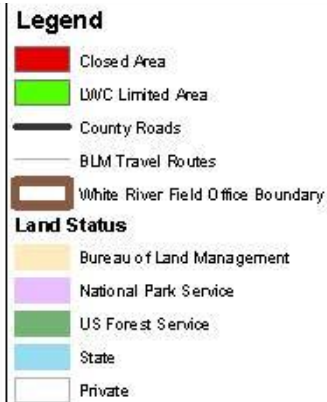 Legend
Closed Area
LWC Limited Area
County Roads
BLM Travel Routes
White River Field Office Boundary
Land Status
Bureau of Land Management
National Park Service
US Forest Service
State
Private